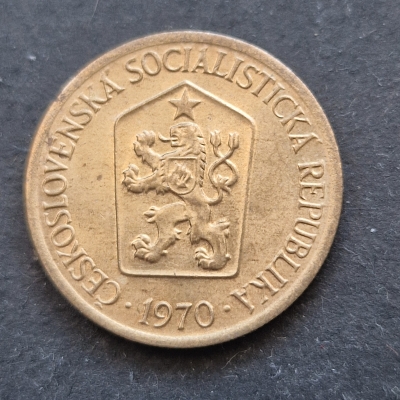 ČESKOSLOVENSKÁ SOCIALISTICKÁ REPUBLIKA
· 1970 ·